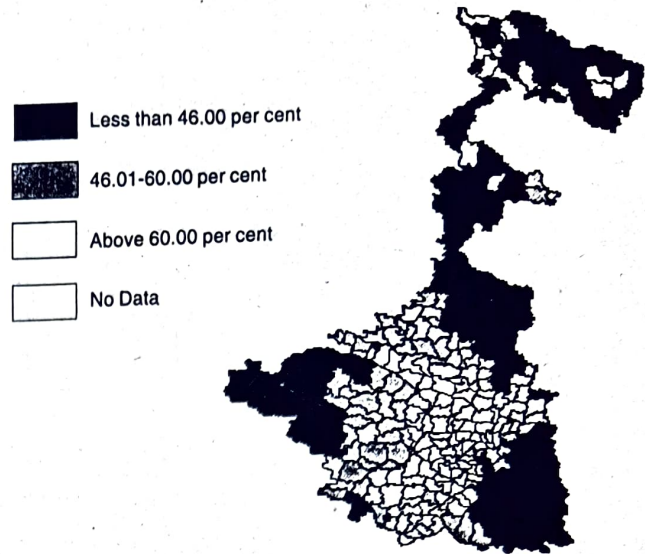 Less than 46.00 per cent
46.01-60.00 per cent
Above 60.00 per cent
No Data